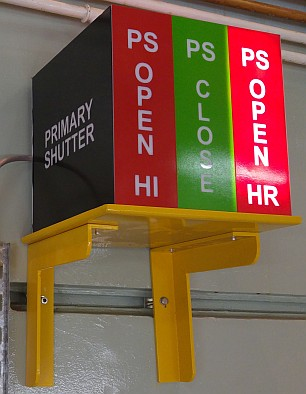 PRIMARY
SHUTTER
PS
OPEN
HI
PS
CLOSE
PS
OPEN
HR